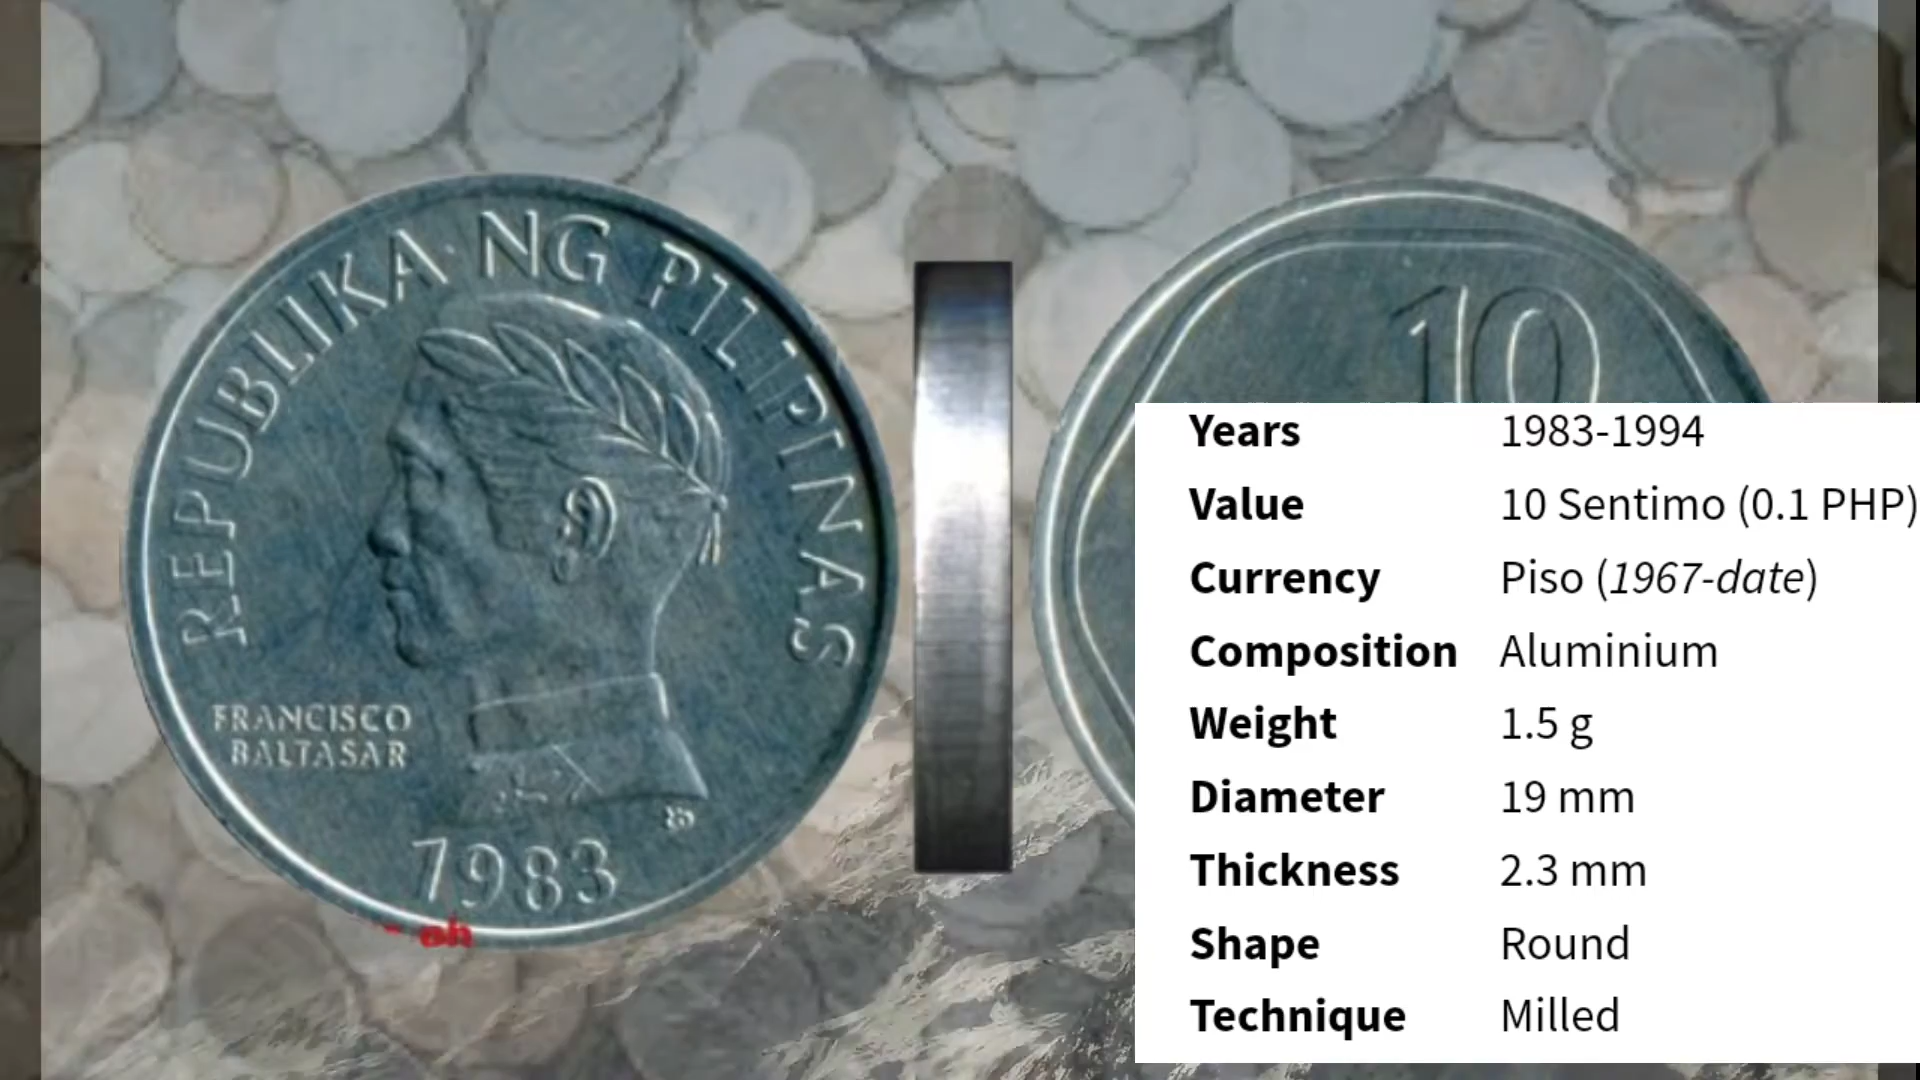 REPUBLIKA NG PILIPINAS
FRANCISCO
BALTASAR
1983
10
Years 1983-1994
Value 10 Sentimo (0.1 PHP)
Currency Piso (1967-date)
Composition Aluminium
Weight 1.5 g
Diameter 19 mm
Thickness 2.3 mm
Shape Round
Technique Milled